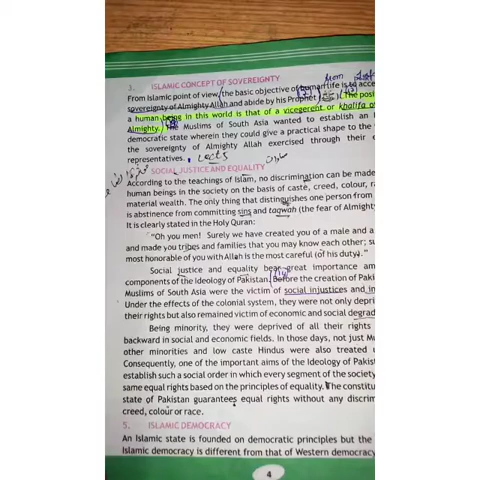 3. ISLAMIC CONCEPT OF SOVEREIGNTY
From Islamic point of view, the basic objective of human life is to acce
sovereignty of Almighty Allah and abide by his Prophet The posi
a human being in this world is that of a vicegerent or khalifa o
Almighty. The Muslims of South Asia wanted to establish an
democratic state wherein they could give a practical shape to the
the sovereignty of Almighty Allah exercised through their
representatives.
SOCIAL JUSTICE AND EQUALITY
According to the teachings of Islam, no discrimination can be made
human beings in the society on the basis of caste, creed, colour, ra
material wealth. The only thing that distinguishes one person from
is abstinence from committing sins and taqwah (the fear of Almighty
It is clearly stated in the Holy Quran:
"Oh you men! Surely we have created you of a male and a
and made you tribes and families that you may know each other; su
most honorable of you with Allah is the most careful (of his duty)."
Social justice and equality bear great importance am
components of the Ideology of Pakistan. Before the creation of Paki
Muslims of South Asia were the victim of social injustices and in
Under the effects of the colonial system, they were not only depri
their rights but also remained victim of economic and social degrad
Being minority, they were deprived of all their rights
backward in social and economic fields. In those days, not just Mu
other minorities and low caste Hindus were also treated u
Consequently, one of the important aims of the Ideology of Pakist
establish such a social order in which every segment of the society
same equal rights based on the principles of equality. The constitu
state of Pakistan guarantees equal rights without any discrim
creed, colour or race.
5. ISLAMIC DEMOCRACY
An Islamic state is founded on democratic principles but the
Islamic democracy is different from that of Western democracy
4